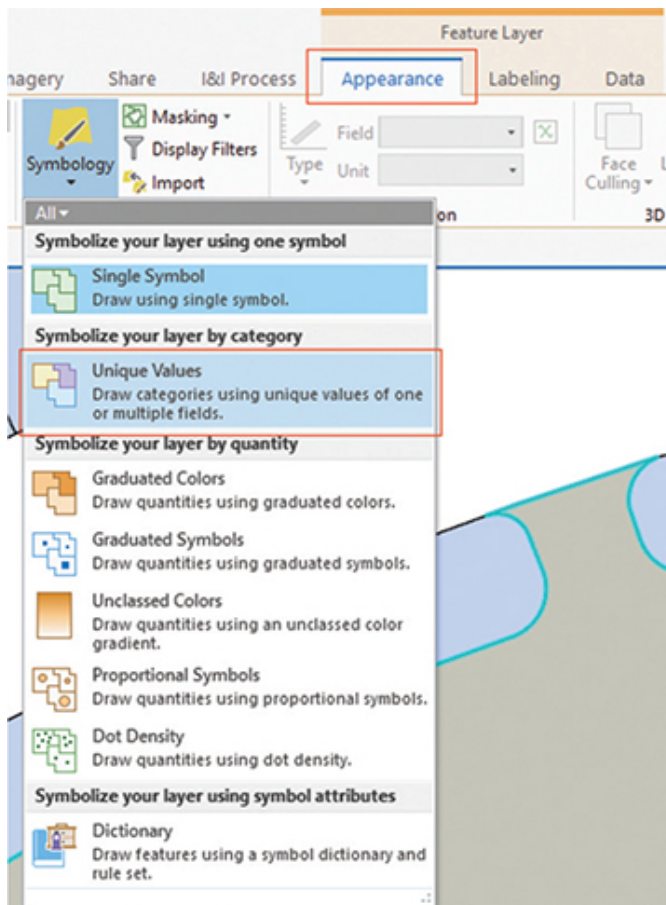 Feature Layer
Share I&I Process Appearance Labeling Data
Symbology
Masking
Display Filters
Import
Type
Field
Unit
Face
Culling
3D
All
on
Symbolize your layer using one symbol
Single Symbol
Draw using single symbol.
Symbolize your layer by category
Unique Values
Draw categories using unique values of one
or multiple fields.
Symbolize your layer by quantity
Graduated Colors
Draw quantities using graduated colors.
Graduated Symbols
Draw quantities using graduated symbols.
Unclassed Colors
Draw quantities using an unclassed color
gradient.
Proportional Symbols
Draw quantities using proportional symbols.
Dot Density
Draw quantities using dot density.
Symbolize your layer using symbol attributes
Dictionary
Draw features using a symbol dictionary and
rule set.